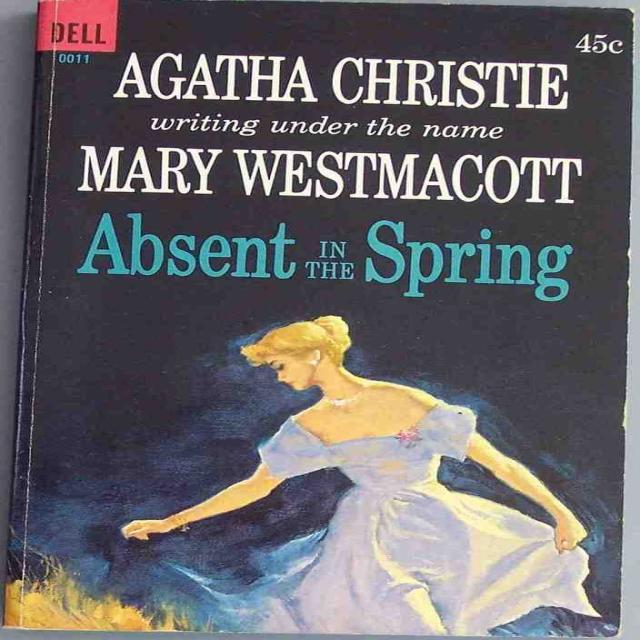 DELL
0011
45c
AGATHA CHRISTIE
writing under the name
MARY WESTMACOTT
Absent IN THE Spring